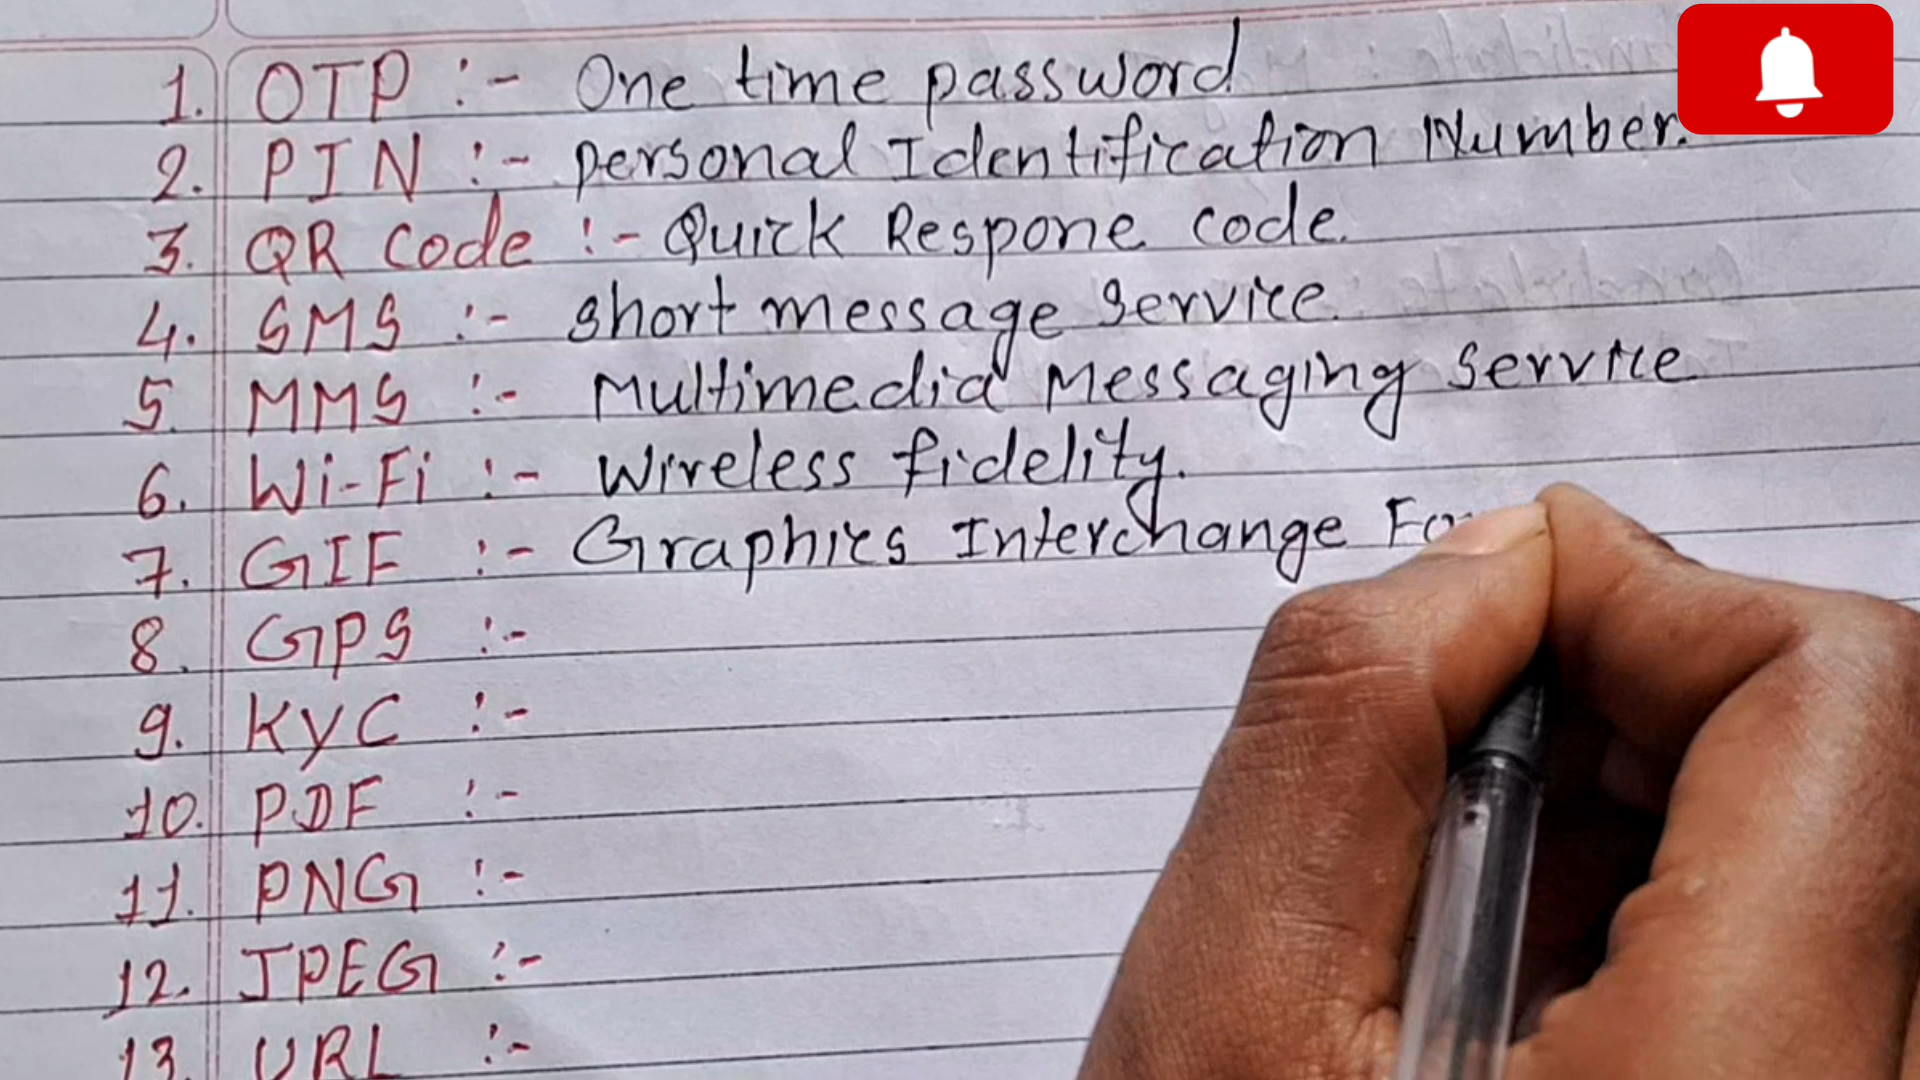 1. OTP :- One time password
2. PIN :- Personal Identification Number.
3. QR Code :- Quick Respone code.
4. SMS :- Short message Service.
5. MMS :- Multimedia Messaging Service
6. Wi-Fi :- Wireless fidelity.
7. GIF :- Graphics Interchange Fo
8. GPS :-
9. KYC :-
10. PDF :-
11. PNG :-
12. JPEG :-
13. URL :-